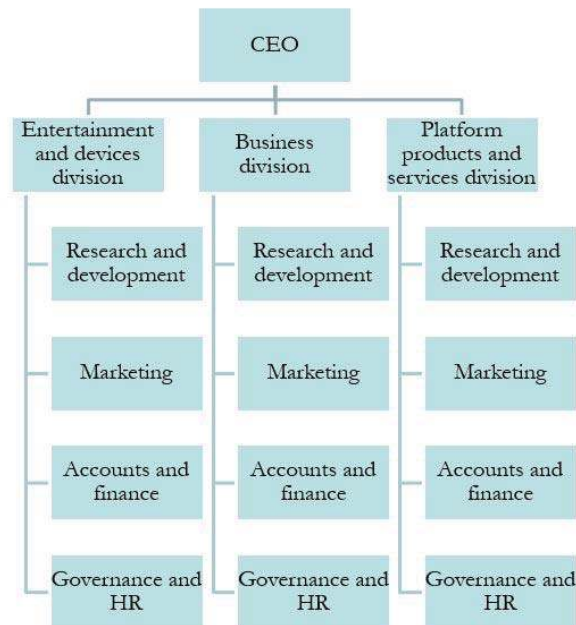 CEO
Entertainment
and devices
division
Business
division
Platform
products and
services division
Research and
development
Research and
development
Research and
development
Marketing
Marketing
Marketing
Accounts and
finance
Accounts and
finance
Accounts and
finance
Governance and
HR
Governance and
HR
Governance and
HR